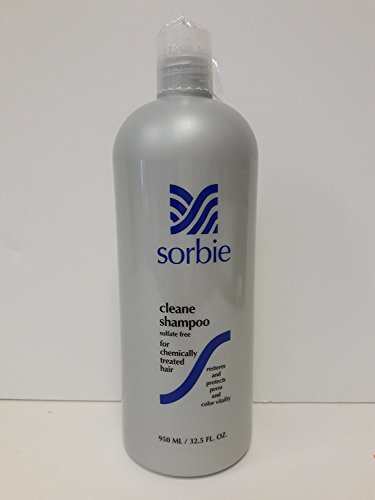 sorbie
cleane
shampoo
sulfate free
for
chemically
treated
hair
restores
and
protects
perm
and
color vitality
950 ML / 32.5 FL. OZ.